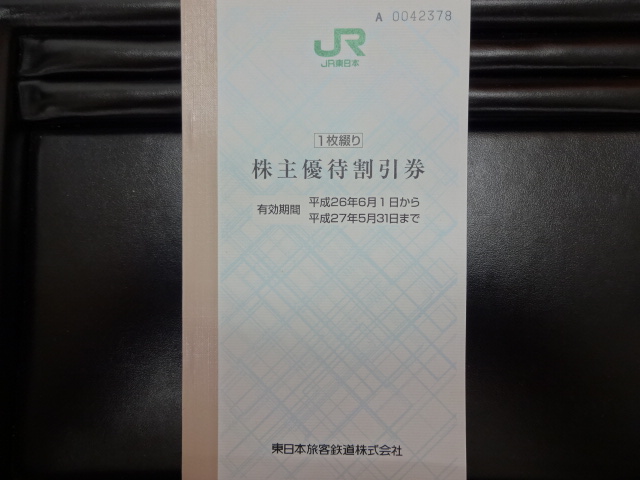 A 0042378
JR
JR東日本
1枚綴り
株主優待割引券
有効期間 平成26年6月1日から
平成27年5月31日まで
東日本旅客鉄道株式会社